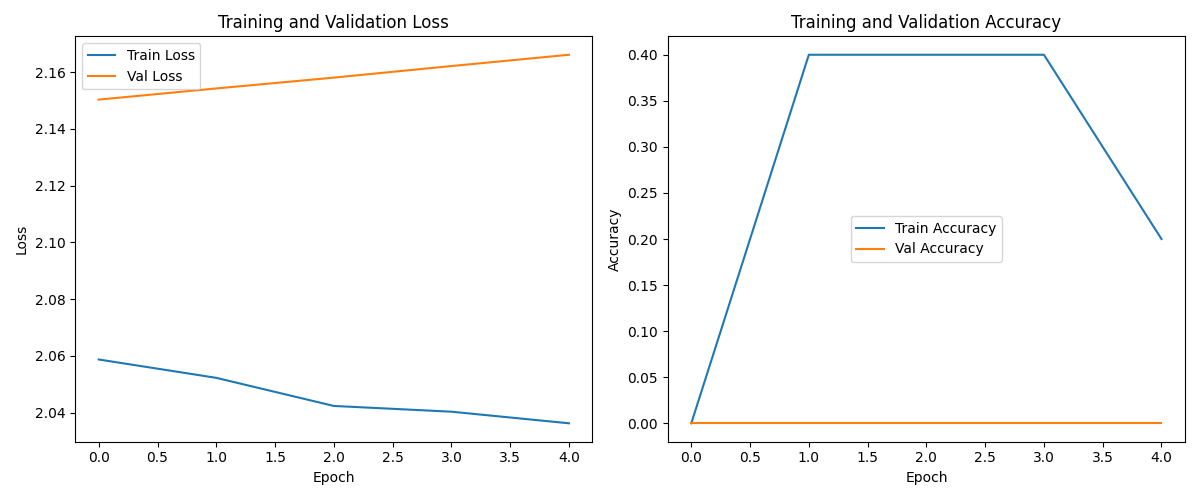 Training and Validation Loss
Train Loss
Val Loss
2.16
2.14
2.12
2.10
2.08
2.06
2.04
Loss
0.0 0.5 1.0 1.5 2.0 2.5 3.0 3.5 4.0
Epoch
Training and Validation Accuracy
0.40
0.35
0.30
0.25
0.20
0.15
0.10
0.05
0.00
Accuracy
Train Accuracy
Val Accuracy
0.0 0.5 1.0 1.5 2.0 2.5 3.0 3.5 4.0
Epoch